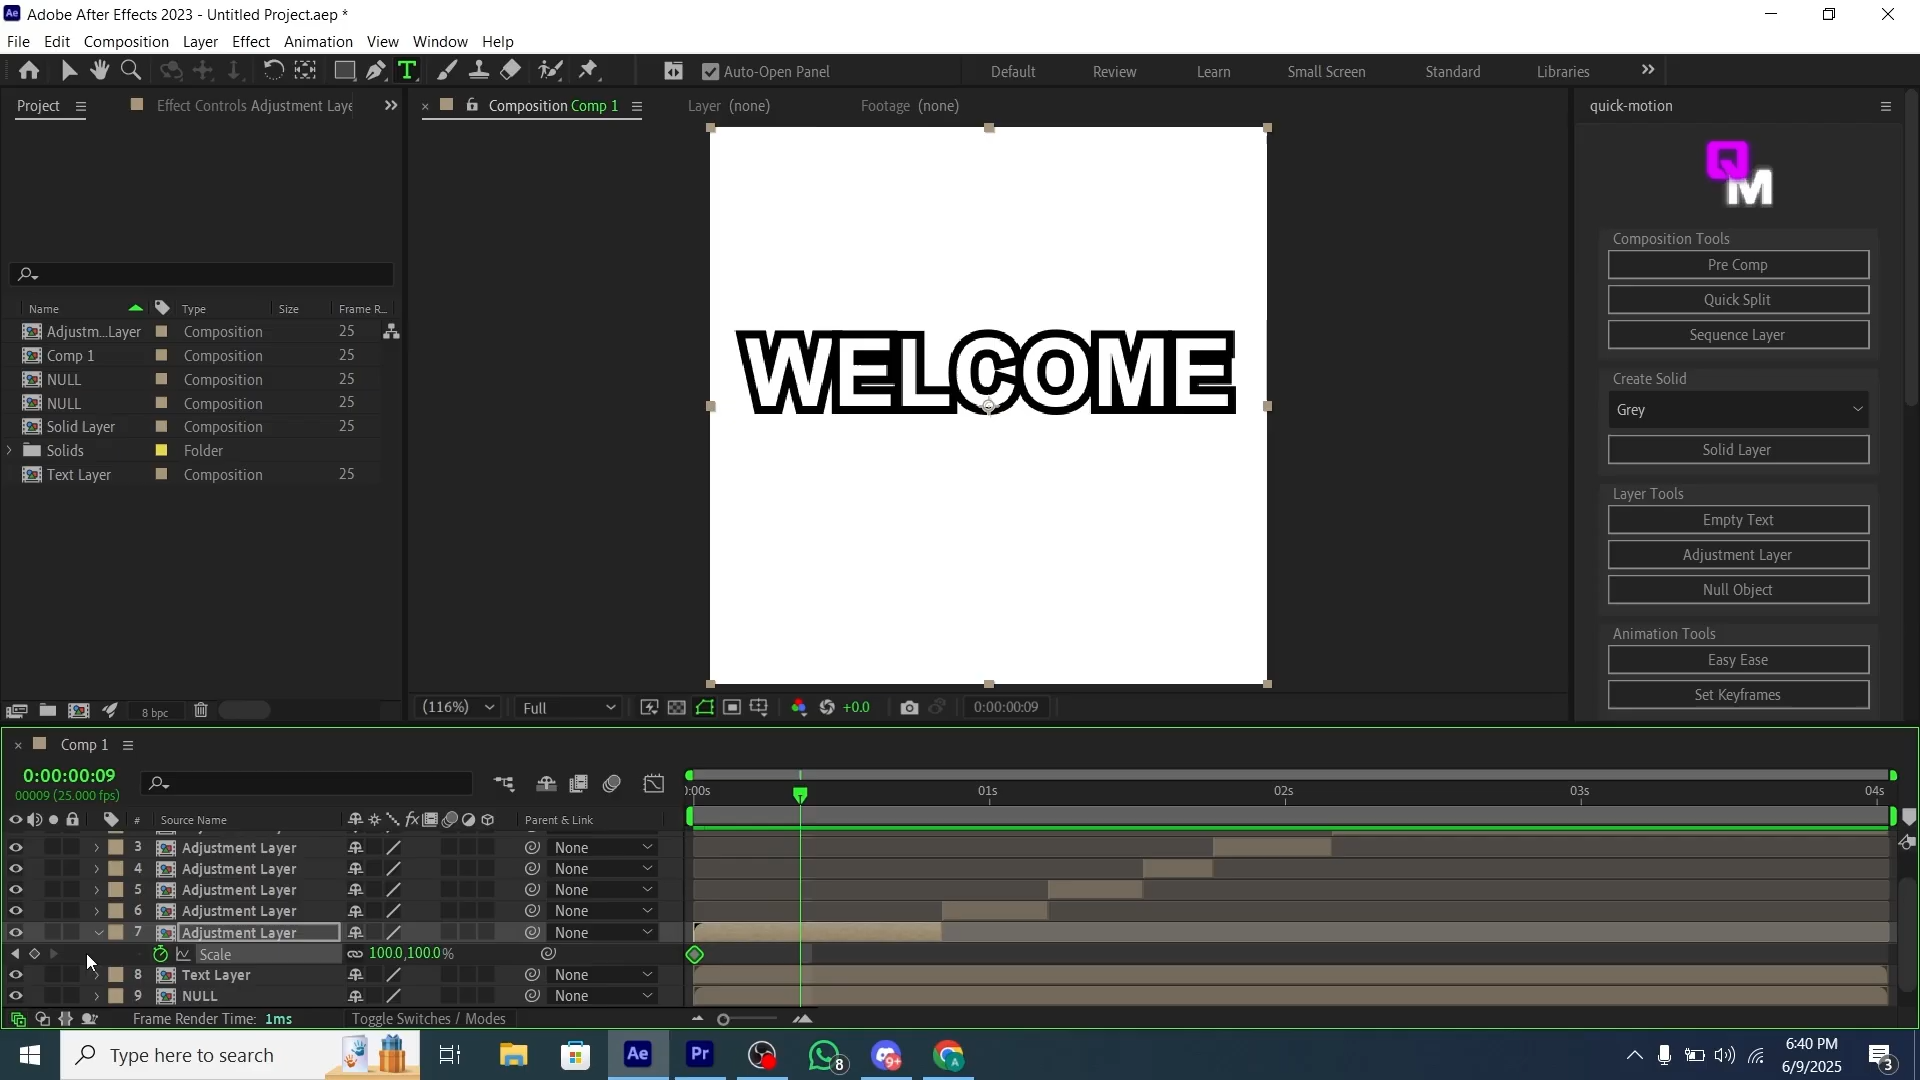 Adobe After Effects 2023 - Untitled Project.aep *
File Edit Composition Layer Effect Animation View Window Help
Auto-Open Panel Default Review Learn Small Screen Standard Libraries
Project Effect Controls Adjustment Laye
Composition Comp 1 Layer (none) Footage (none)
quick-motion
QM
Composition Tools
Pre Comp
Quick Split
Sequence Layer
Create Solid
Grey
Solid Layer
Layer Tools
Empty Text
Adjustment Layer
Null Object
Animation Tools
Easy Ease
Set Keyframes
WELCOME
Name Type Size Frame R...
Adjustm...Layer Composition 25
Comp 1 Composition 25
NULL Composition 25
NULL Composition 25
Solid Layer Composition 25
Solids Folder
Text Layer Composition 25
8 bpc
(116%) Full +0.0 0:00:00:09
Comp 1
0:00:00:09
00009 (25.000 fps)
0:00s 01s 02s 03s 04s
# Source Name fx Parent & Link
3 Adjustment Layer None
4 Adjustment Layer None
5 Adjustment Layer None
6 Adjustment Layer None
7 Adjustment Layer None
Scale 100.0,100.0%
8 Text Layer None
9 NULL None
Frame Render Time: 1ms Toggle Switches / Modes
Type here to search
Ae Pr 8 9+ A
6:40 PM
6/9/2025
3